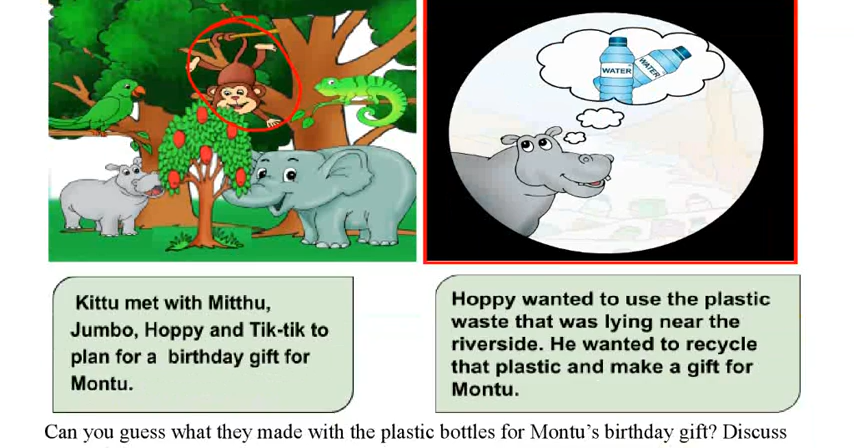 WATER
WATER
Kittu met with Mitthu,
Jumbo, Hoppy and Tik-tik to
plan for a birthday gift for
Montu.
Hoppy wanted to use the plastic
waste that was lying near the
riverside. He wanted to recycle
that plastic and make a gift for
Montu.
Can you guess what they made with the plastic bottles for Montu's birthday gift? Discuss